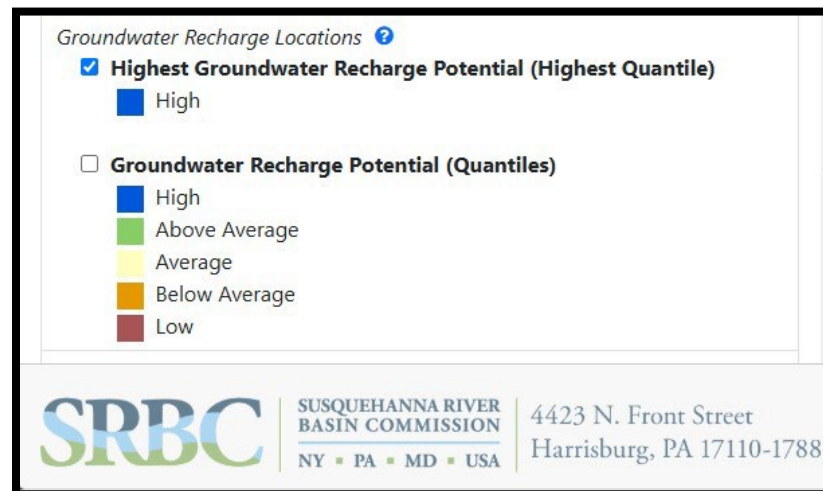 Groundwater Recharge Locations ?
Highest Groundwater Recharge Potential (Highest Quantile)
High
Groundwater Recharge Potential (Quantiles)
High
Above Average
Average
Below Average
Low
SRBC
SUSQUEHANNA RIVER
BASIN COMMISSION
NY ▪ PA ▪ MD ▪ USA
4423 N. Front Street
Harrisburg, PA 17110-1788